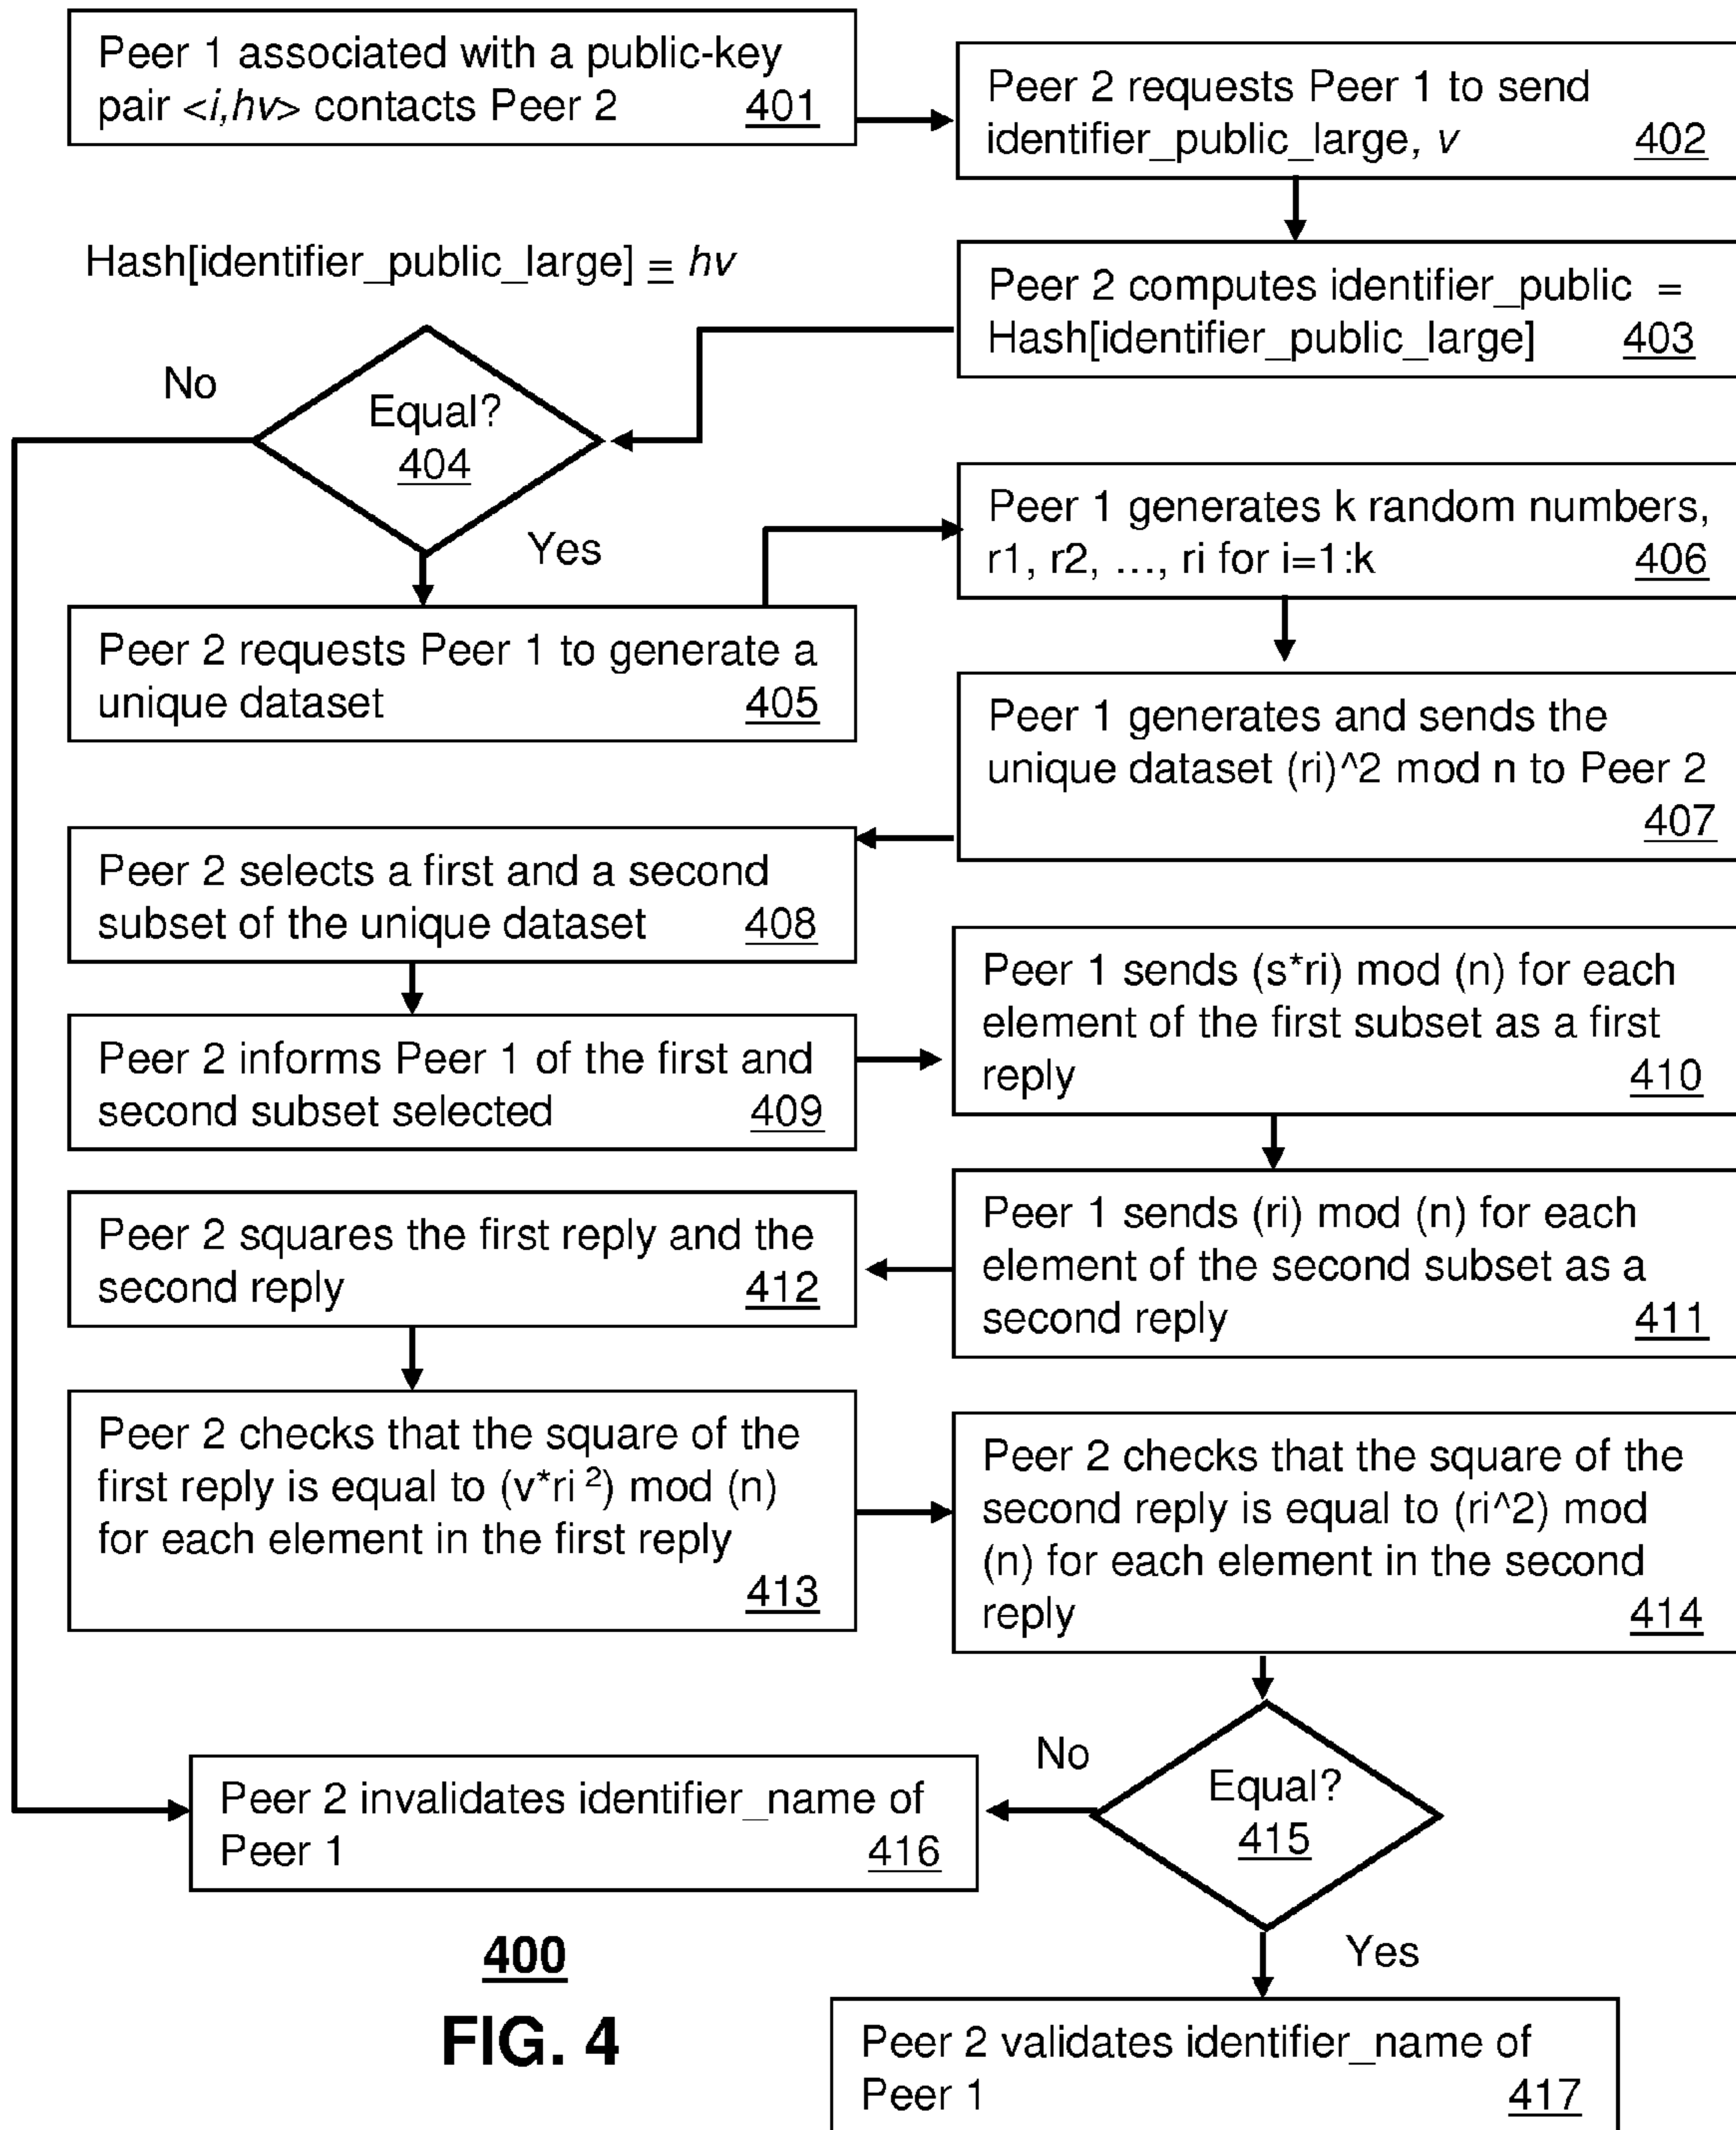 Peer 1 associated with a public-key
pair <i,hv> contacts Peer 2 401
Peer 2 requests Peer 1 to send
identifier_public_large, v 402
Hash[identifier_public_large] = hv
Peer 2 computes identifier_public =
Hash[identifier_public_large] 403
No
Equal?
404
Yes
Peer 2 requests Peer 1 to generate a
unique dataset 405
Peer 1 generates k random numbers,
r1, r2, ..., ri for i=1:k 406
Peer 1 generates and sends the
unique dataset (ri)^2 mod n to Peer 2
407
Peer 2 selects a first and a second
subset of the unique dataset 408
Peer 2 informs Peer 1 of the first and
second subset selected 409
Peer 1 sends (s*ri) mod (n) for each
element of the first subset as a first
reply 410
Peer 1 sends (ri) mod (n) for each
element of the second subset as a
second reply 411
Peer 2 squares the first reply and the
second reply 412
Peer 2 checks that the square of the
first reply is equal to (v*ri ²) mod (n)
for each element in the first reply
413
Peer 2 checks that the square of the
second reply is equal to (ri^2) mod
(n) for each element in the second
reply 414
No
Equal?
415
Yes
Peer 2 invalidates identifier_name of
Peer 1 416
Peer 2 validates identifier_name of
Peer 1 417
400
FIG. 4